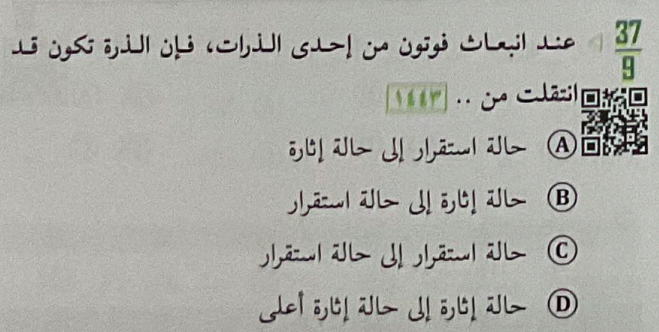 37
9
عند انبعاث فوتون من إحدى الذرات، فإن الذرة تكون قد
انتقلت من .. ١٤٤٣
A حالة استقرار إلى حالة إثارة
B حالة إثارة إلى حالة استقرار
C حالة استقرار إلى حالة استقرار
D حالة إثارة إلى حالة إثارة أعلى